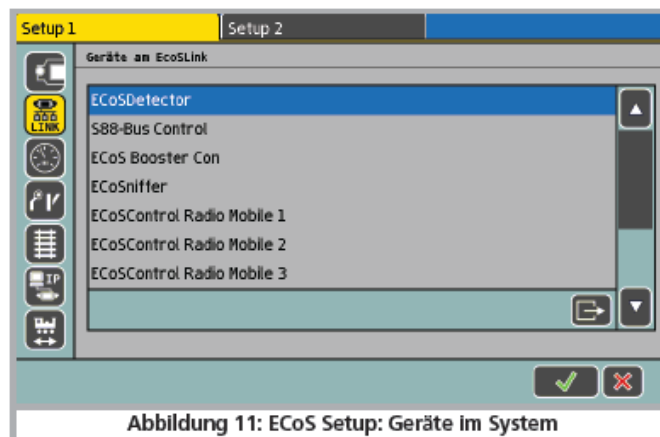 Setup 1
Setup 2
Geräte an EcoSLink
ECoSDetector
S88-Bus Control
ECoS Booster Con
ECoSniffer
ECoSControl Radio Mobile 1
ECoSControl Radio Mobile 2
ECoSControl Radio Mobile 3
LINK
IP
Abbildung 11: ECoS Setup: Geräte im System